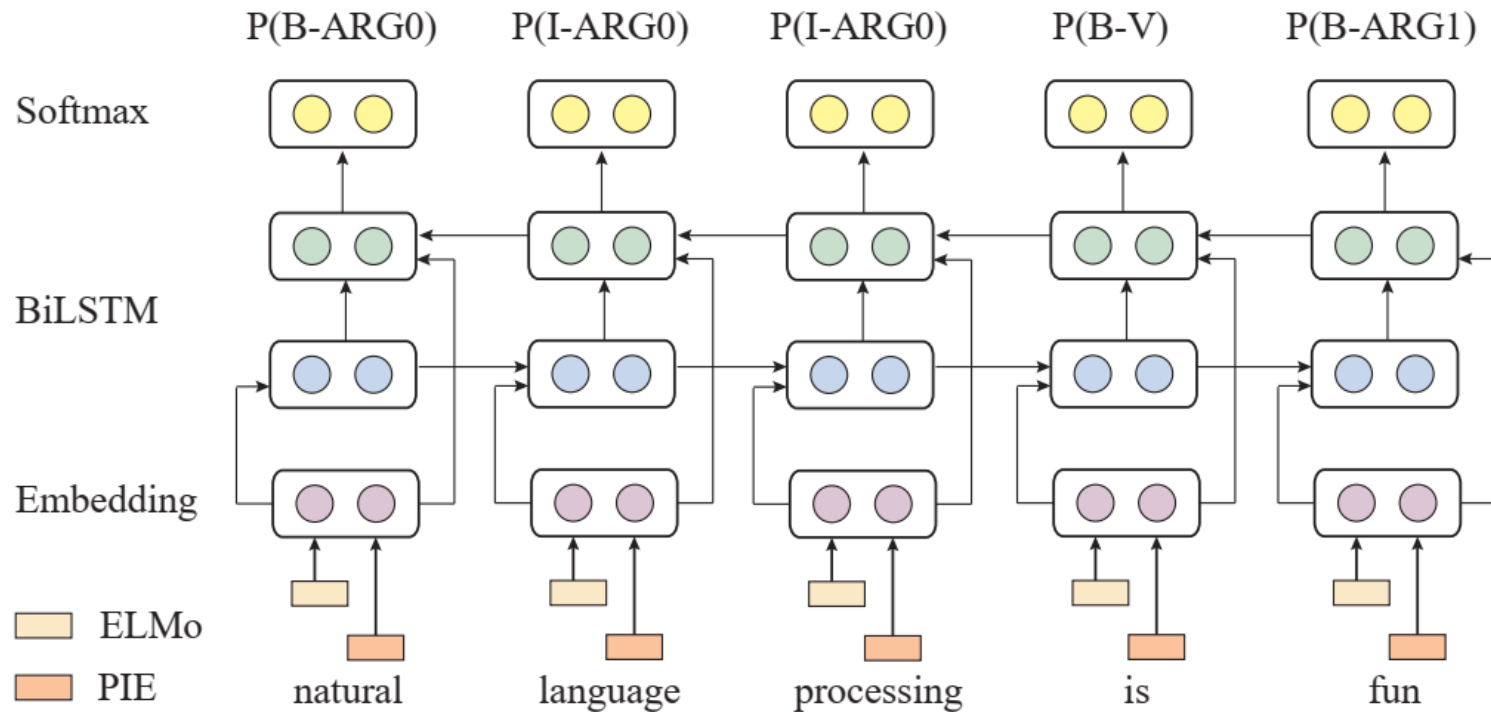 P(B-ARG0) P(I-ARG0) P(I-ARG0) P(B-V) P(B-ARG1)
Softmax
BiLSTM
Embedding
ELMo
PIE
natural language processing is fun